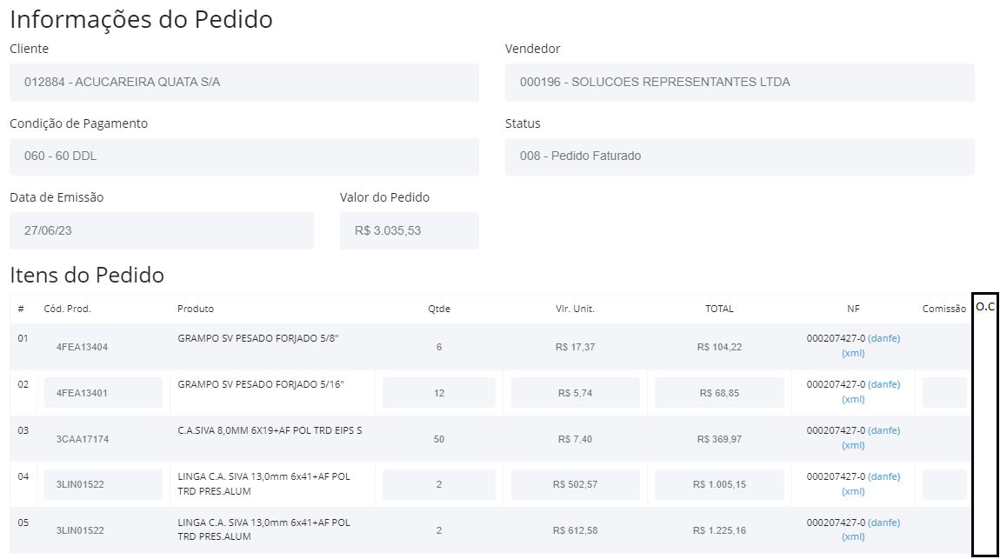 Informações do Pedido
Cliente Vendedor
012884 - ACUCAREIRA QUATA S/A 000196 - SOLUCOES REPRESENTANTES LTDA
Condição de Pagamento Status
060 - 60 DDL 008 - Pedido Faturado
Data de Emissão Valor do Pedido
27/06/23 R$ 3.035,53
Itens do Pedido
# Cód. Prod. Produto Qtde Vlr. Unit. TOTAL NF Comissão O.C
01 4FEA13404 GRAMPO SV PESADO FORJADO 5/8" 6 R$ 17,37 R$ 104,22 000207427-0 (danfe)
(xml)
02 4FEA13401 GRAMPO SV PESADO FORJADO 5/16" 12 R$ 5,74 R$ 68,85 000207427-0 (danfe)
(xml)
03 3CAA17174 C.A.SIVA 8,0MM 6X19+AF POL TRD EIPS S 50 R$ 7,40 R$ 369,97 000207427-0 (danfe)
(xml)
04 3LIN01522 LINGA C.A. SIVA 13,0mm 6x41+AF POL 2 R$ 502,57 R$ 1.005,15 000207427-0 (danfe)
TRD PRES.ALUM (xml)
05 3LIN01522 LINGA C.A. SIVA 13,0mm 6x41+AF POL 2 R$ 612,58 R$ 1.225,16 000207427-0 (danfe)
TRD PRES.ALUM (xml)